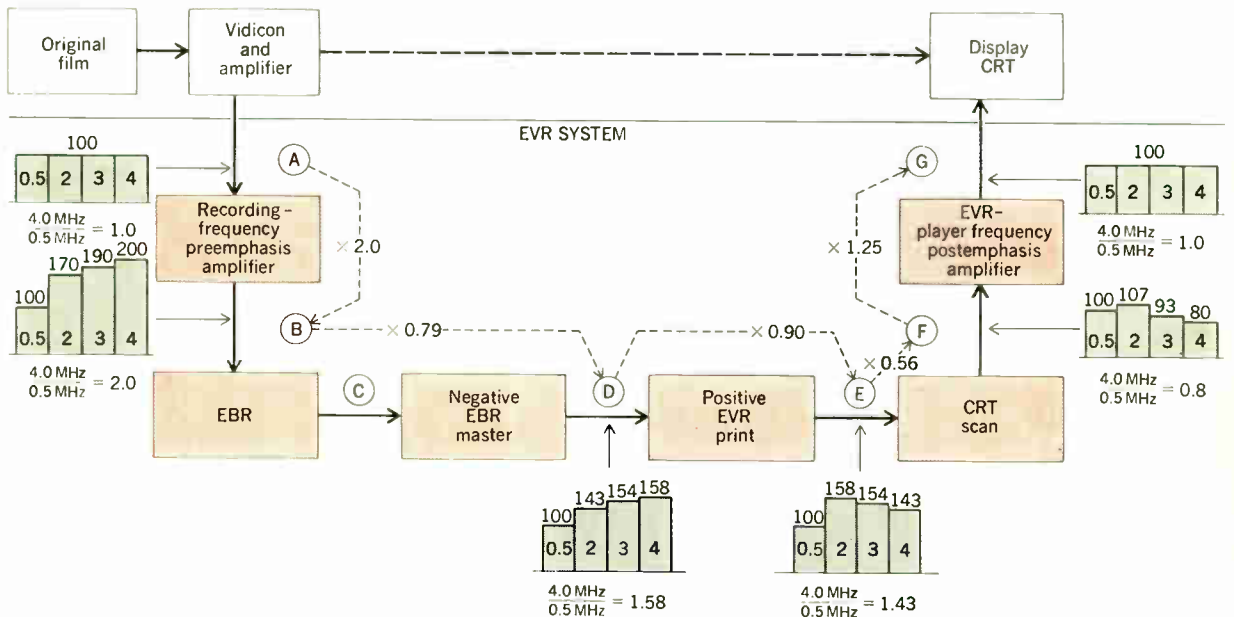 Original
film
Vidicon
and
amplifier
Display
CRT
EVR SYSTEM
100
0.5 2 3 4
4.0 MHz
0.5 MHz = 1.0
Recording-
frequency
preemphasis
amplifier
A
× 2.0
B
100 170 190 200
0.5 2 3 4
4.0 MHz
0.5 MHz = 2.0
× 0.79
EBR
C
Negative
EBR
master
D
× 0.90
100 143 154 158
0.5 2 3 4
4.0 MHz
0.5 MHz = 1.58
Positive
EVR
print
E
× 0.56
100 158 154 143
0.5 2 3 4
4.0 MHz
0.5 MHz = 1.43
CRT
scan
F
× 1.25
G
100 107 93 80
0.5 2 3 4
4.0 MHz
0.5 MHz = 0.8
EVR-
player frequency
postemphasis
amplifier
100
0.5 2 3 4
4.0 MHz
0.5 MHz = 1.0